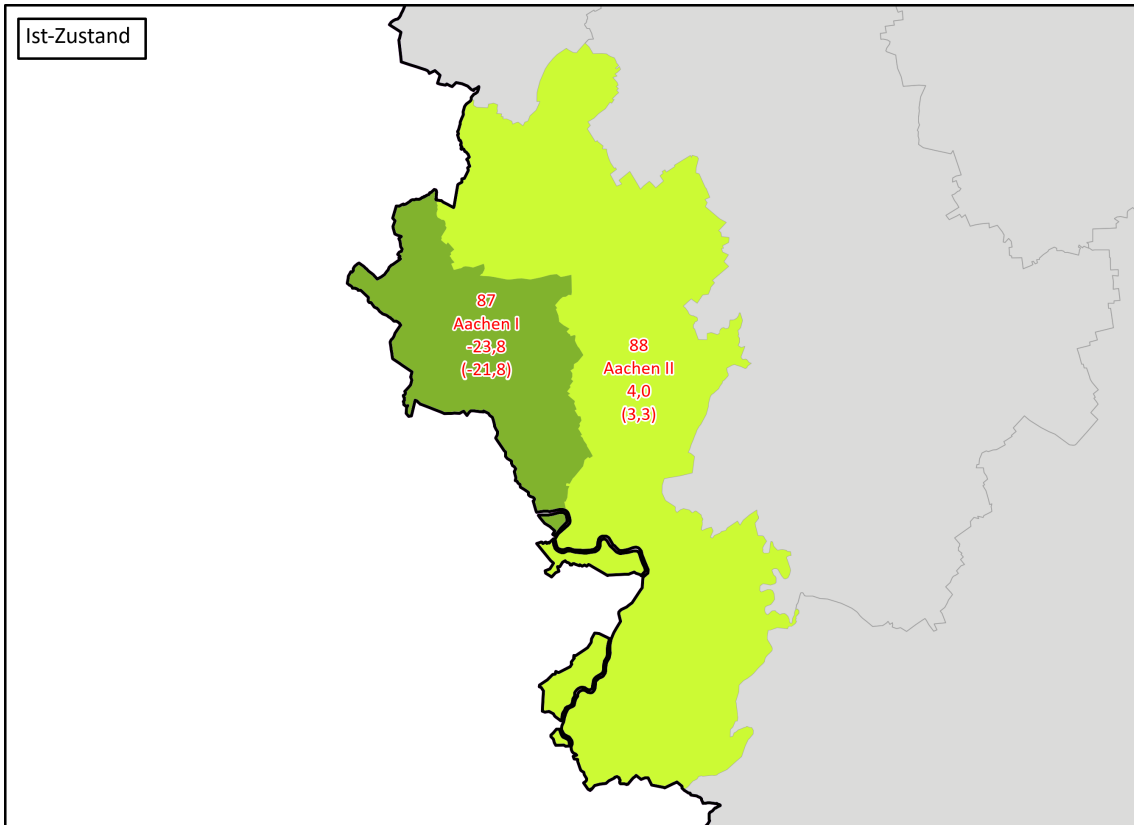 Ist-Zustand
87
Aachen I
-23,8
(-21,8)
88
Aachen II
4,0
(3,3)